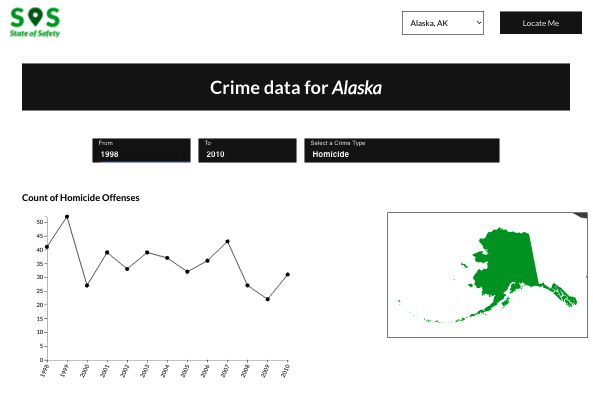 SOS
State of Safety
Alaska, AK
Locate Me
Crime data for Alaska
From
1998
To
2010
Select a Crime Type
Homicide
Count of Homicide Offenses
50
45
40
35
30
25
20
15
10
5
0
1998
1999
2000
2001
2002
2003
2004
2005
2006
2007
2008
2009
2010